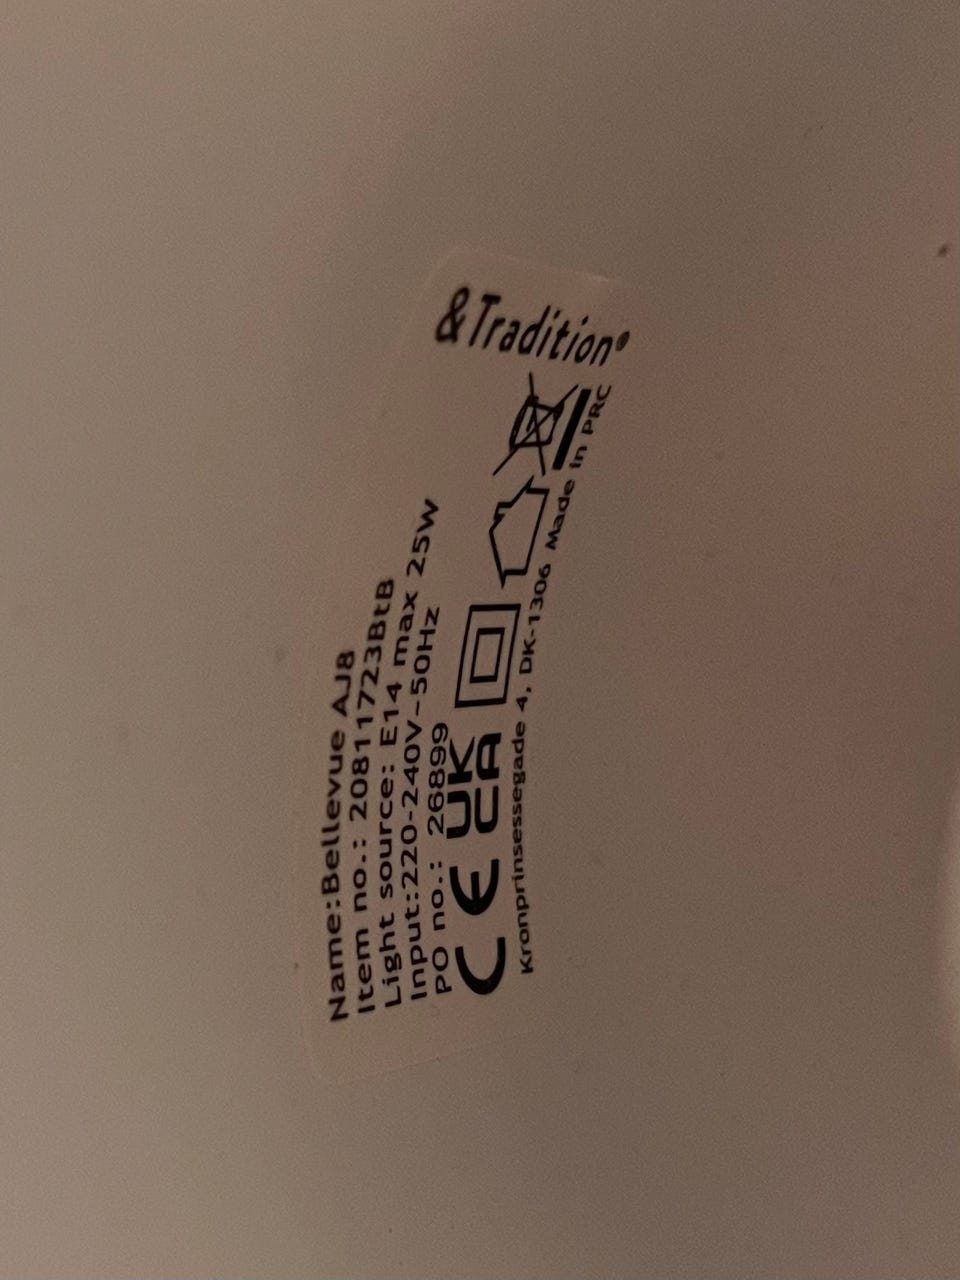 Name:Bellevue AJ8
Item no.: 20811723BtB
Light source: E14 max 25W
Input:220-240V~50Hz
PO no.: 26899
&Tradition®
CE UK CA
Kronprinsessegade 4, DK-1306 Made in PRC